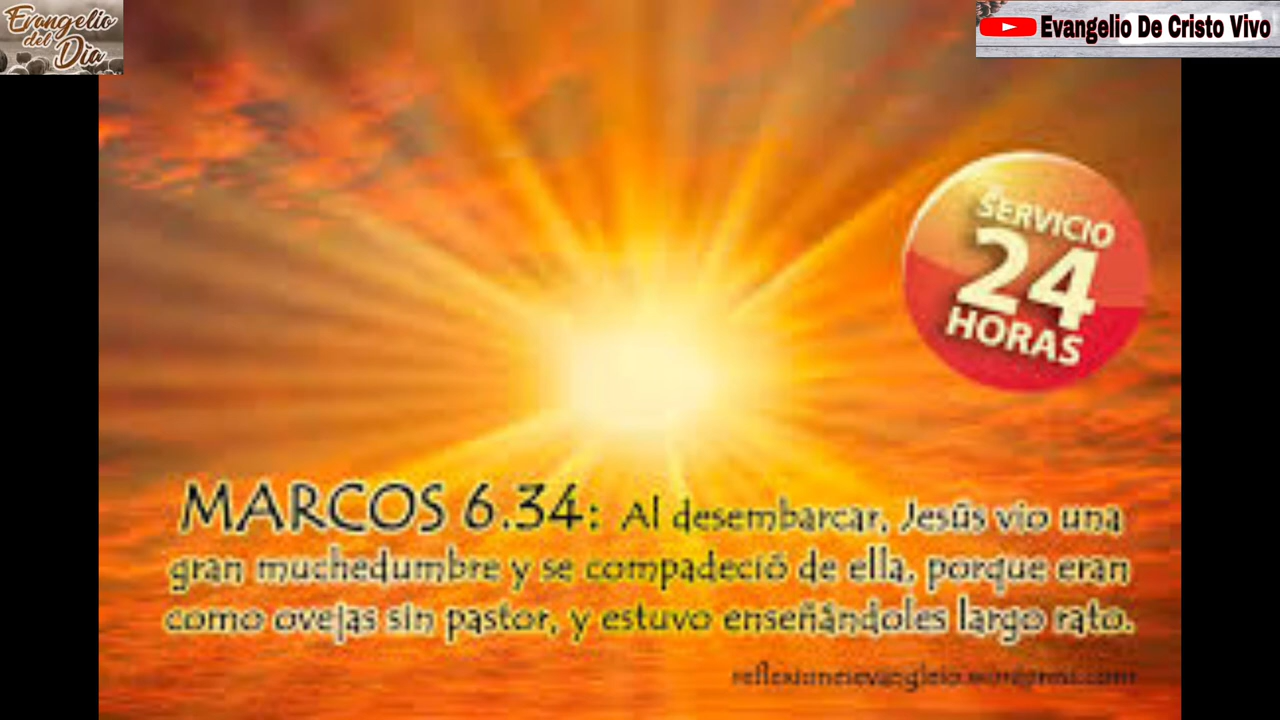 Evangelio
del
Día
Evangelio De Cristo Vivo
SERVICIO
24
HORAS
MARCOS 6.34: Al desembarcar, Jesús vio una
gran muchedumbre y se compadeció de ella, porque eran
como ovejas sin pastor, y estuvo enseñándoles largo rato.